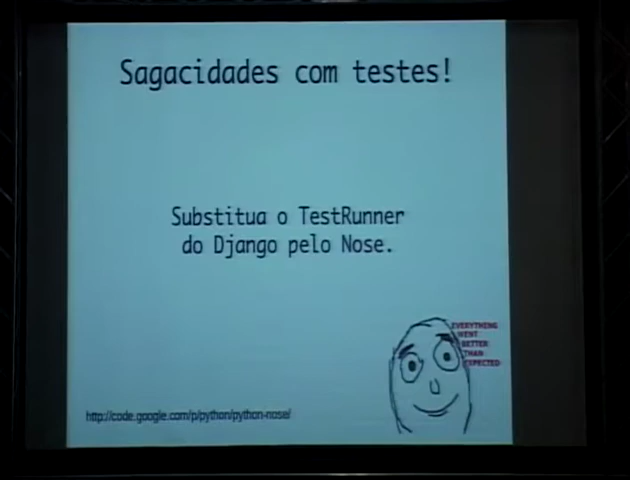 Sagacidades com testes!
Substitua o TestRunner
do Django pelo Nose.
EVERYTHING
WENT
BETTER
THAN
EXPECTED
http://code.google.com/p/python/python-nose/